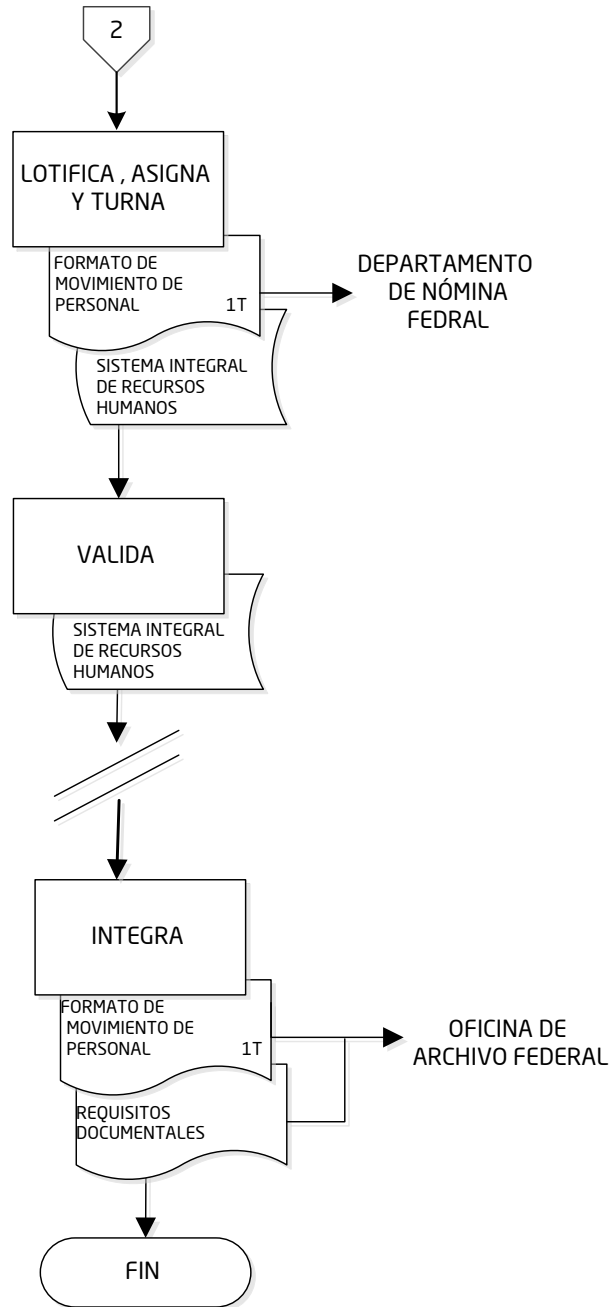 2
LOTIFICA , ASIGNA
Y TURNA
FORMATO DE
MOVIMIENTO DE
PERSONAL 1T
DEPARTAMENTO
DE NÓMINA
FEDRAL
SISTEMA INTEGRAL
DE RECURSOS
HUMANOS
VALIDA
SISTEMA INTEGRAL
DE RECURSOS
HUMANOS
INTEGRA
FORMATO DE
MOVIMIENTO DE
PERSONAL 1T
OFICINA DE
ARCHIVO FEDERAL
REQUISITOS
DOCUMENTALES
FIN